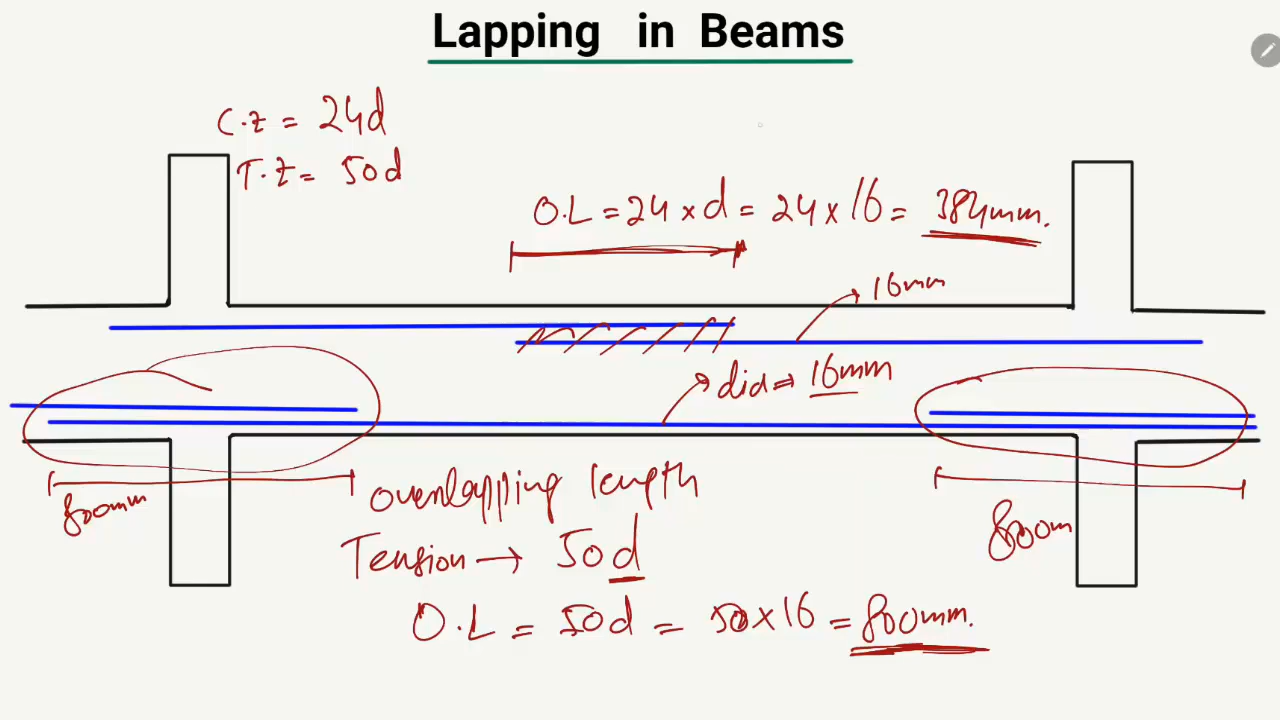 Lapping in Beams
C.Z = 24d
T.Z = 50d
O.L = 24 × d = 24 × 16 = 384mm.
16mm
dia = 16mm
800mm
overlapping length
800m
Tension → 50d
O.L = 50d = 50 × 16 = 800mm.